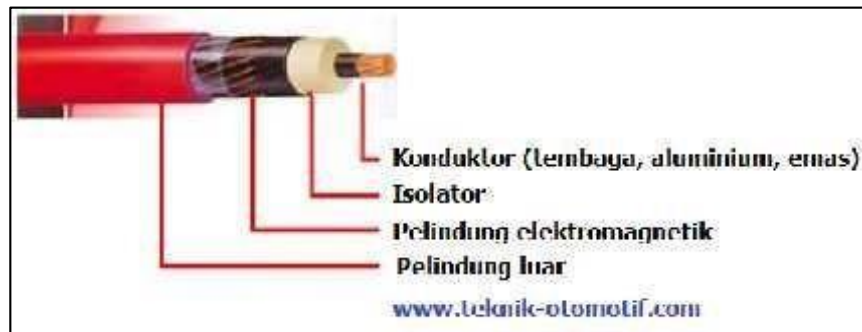 Konduktor (tembaga, aluminium, emas)
Isolator
Pelindung elektromagnetik
Pelindung luar
www.teknik-otomotif.com